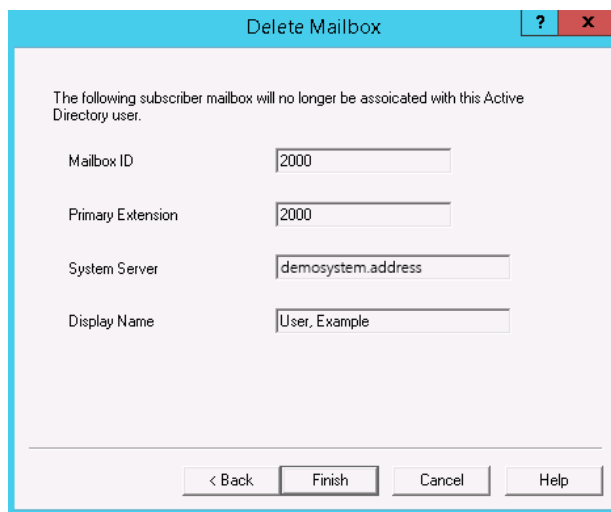 Delete Mailbox
? x
The following subscriber mailbox will no longer be assoicated with this Active
Directory user.
Mailbox ID 2000
Primary Extension 2000
System Server demosystem.address
Display Name User, Example
< Back Finish Cancel Help